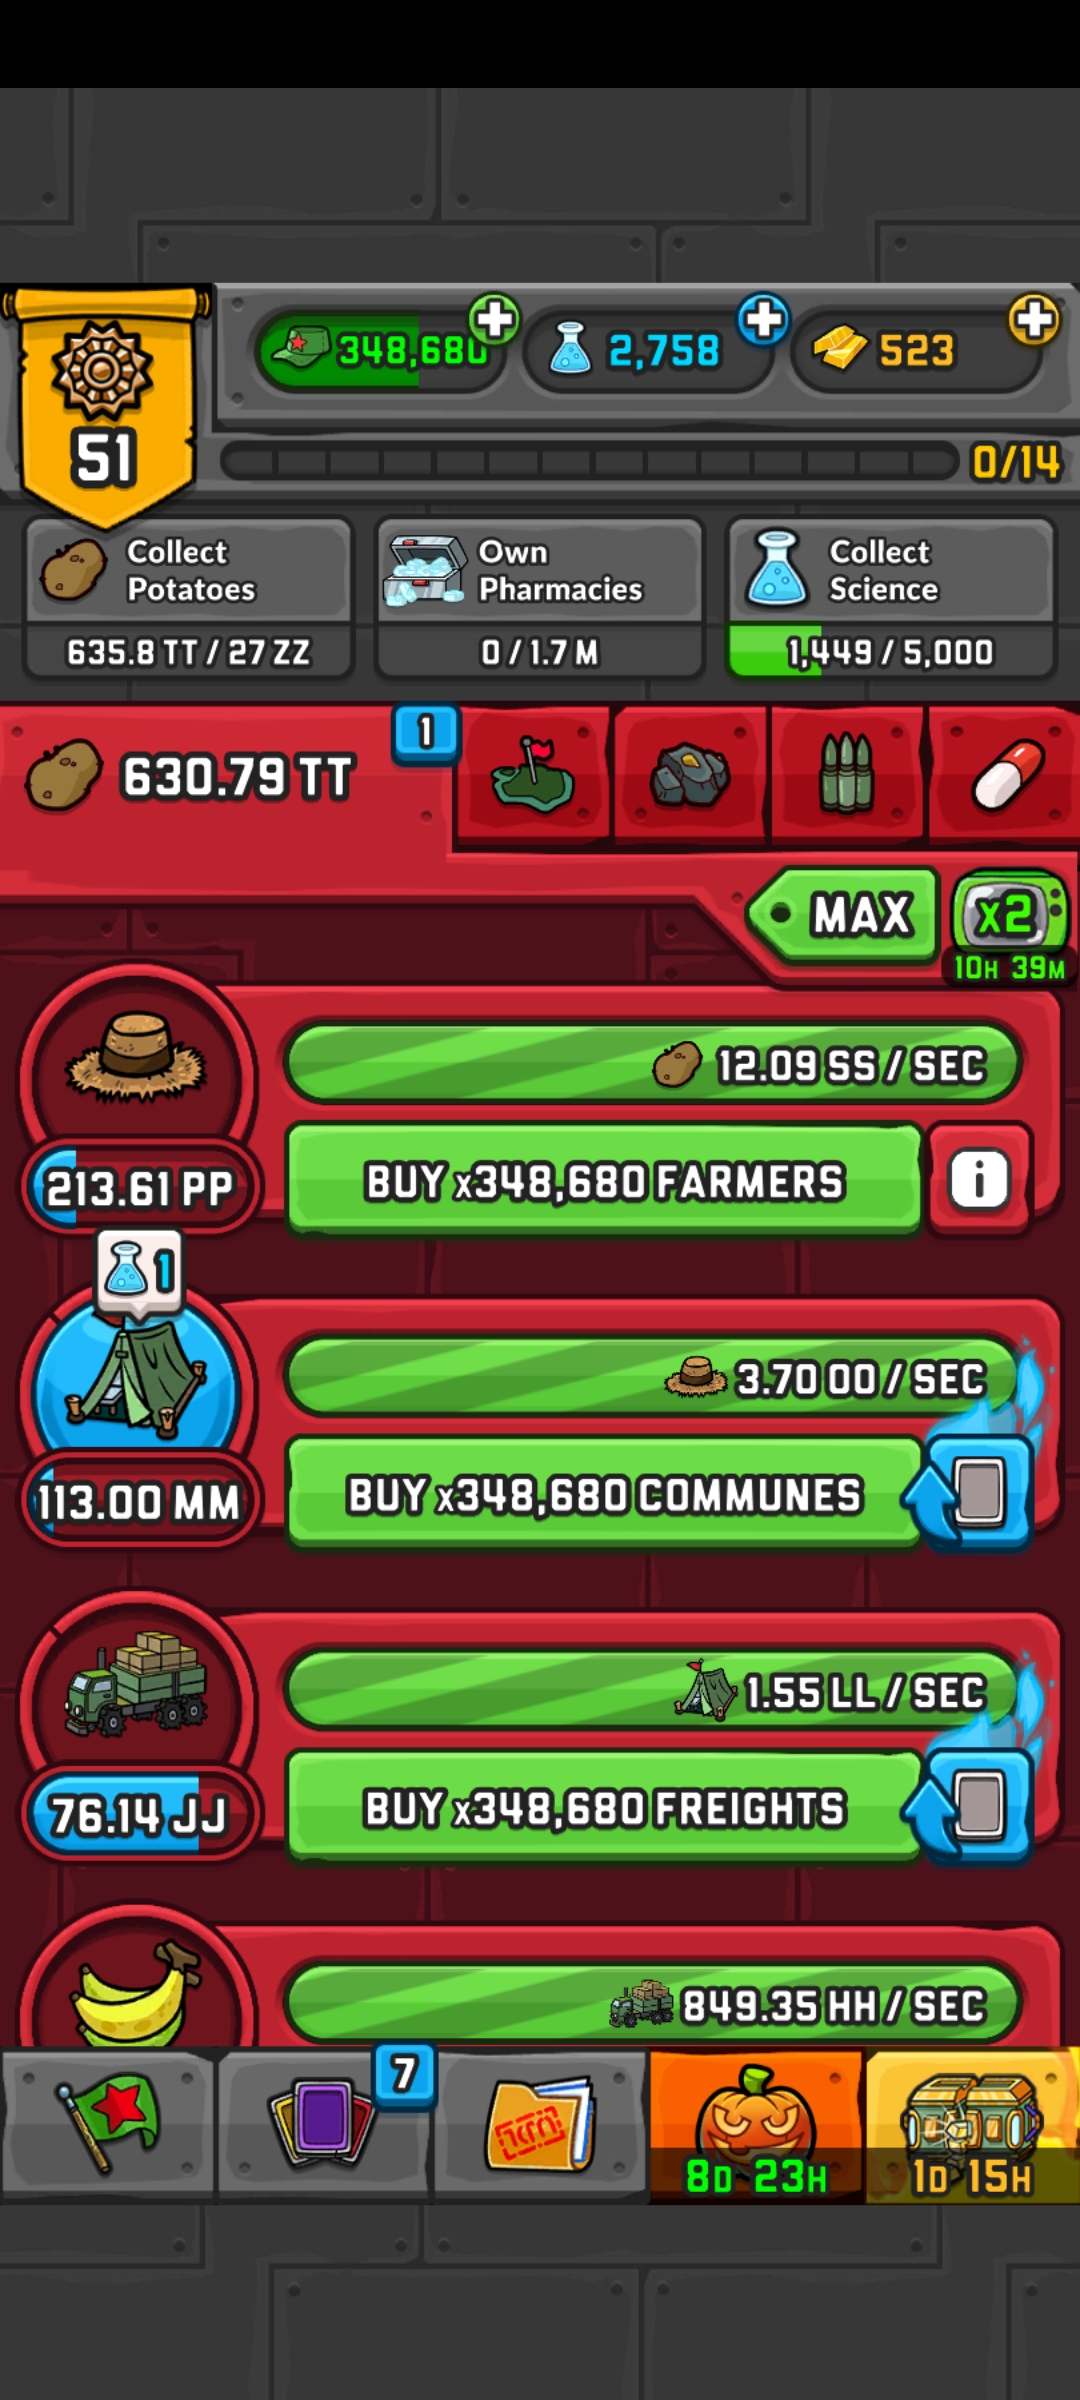 348,680
2,758
523
51
0/14
Collect Potatoes
635.8 TT / 27 ZZ
Own Pharmacies
0 / 1.7 M
Collect Science
1,449 / 5,000
630.79 TT
1
MAX
x2
10H 39M
12.09 SS / SEC
213.61 PP
BUY x348,680 FARMERS
i
1
3.70 OO / SEC
113.00 MM
BUY x348,680 COMMUNES
1.55 LL / SEC
76.14 JJ
BUY x348,680 FREIGHTS
849.35 HH / SEC
7
8D 23H
1D 15H